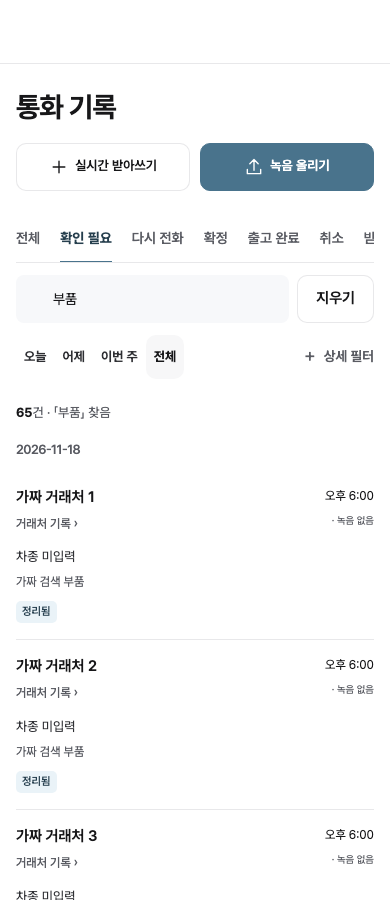 통화 기록
실시간 받아쓰기
녹음 올리기
전체 확인 필요 다시 전화 확정 출고 완료 취소 받
부품
지우기
오늘 어제 이번 주 전체
+ 상세 필터
65건 · 「부품」 찾음
2026-11-18
가짜 거래처 1
오후 6:00
거래처 기록 ›
· 녹음 없음
차종 미입력
가짜 검색 부품
정리됨
가짜 거래처 2
오후 6:00
거래처 기록 ›
· 녹음 없음
차종 미입력
가짜 검색 부품
정리됨
가짜 거래처 3
오후 6:00
거래처 기록 ›
· 녹음 없음
차종 미입력